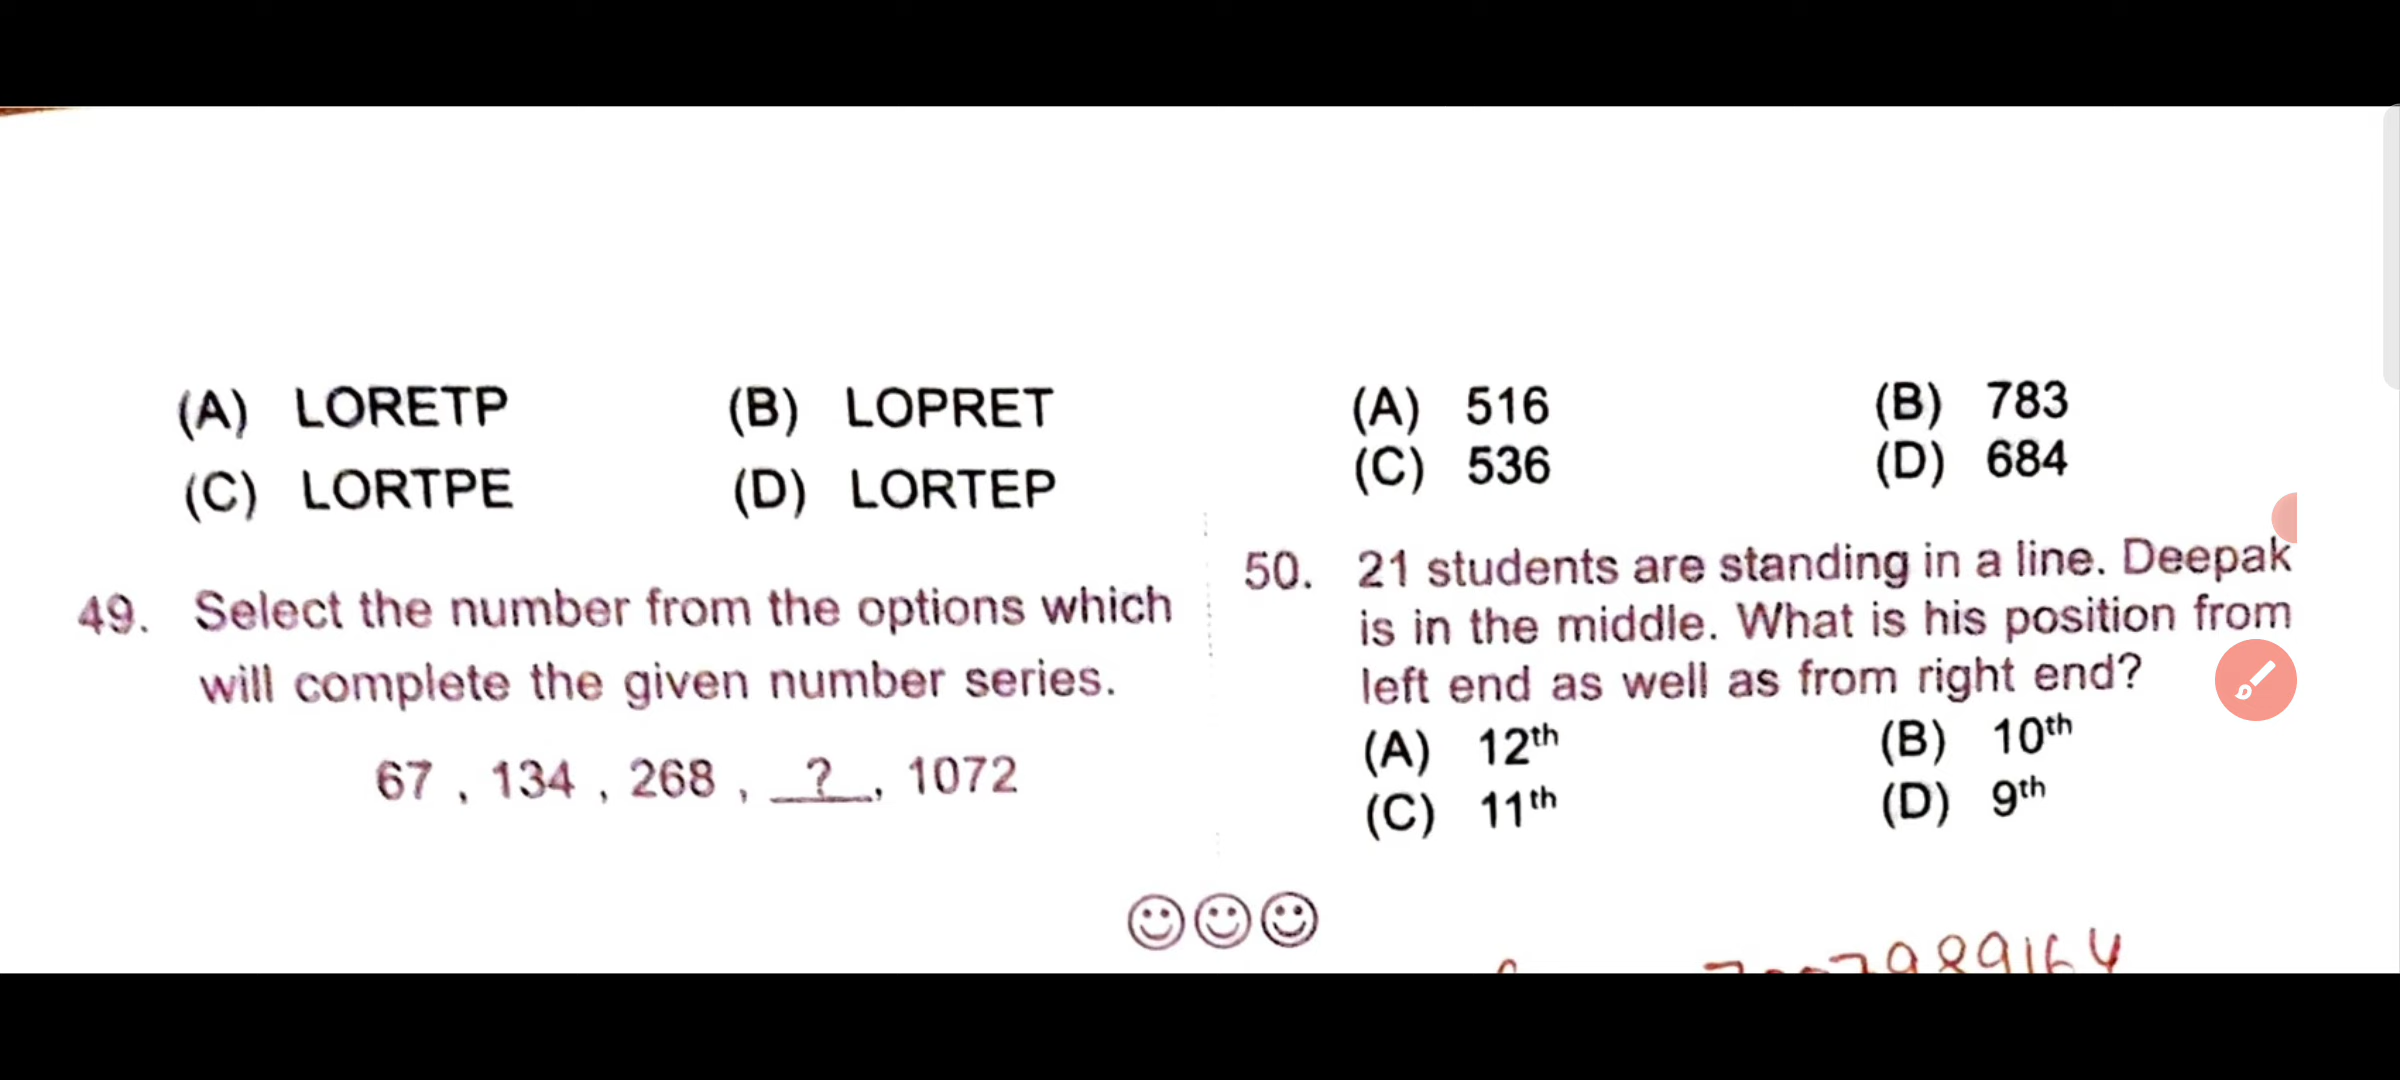 (A) LORETP (B) LOPRET
(C) LORTPE (D) LORTEP
49. Select the number from the options which
will complete the given number series.
67 , 134 , 268 , __?__, 1072
(A) 516 (B) 783
(C) 536 (D) 684
50. 21 students are standing in a line. Deepak
is in the middle. What is his position from
left end as well as from right end?
(A) 12th (B) 10th
(C) 11th (D) 9th